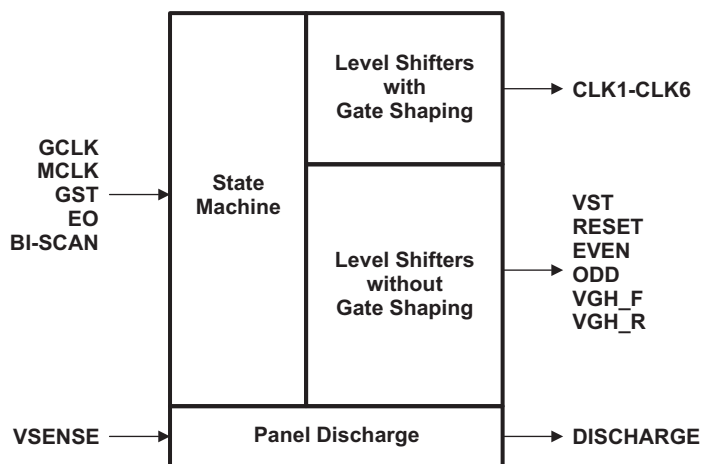 GCLK
MCLK
GST
EO
BI-SCAN
State
Machine
Level Shifters
with
Gate Shaping
CLK1-CLK6
Level Shifters
without
Gate Shaping
VST
RESET
EVEN
ODD
VGH_F
VGH_R
VSENSE
Panel Discharge
DISCHARGE